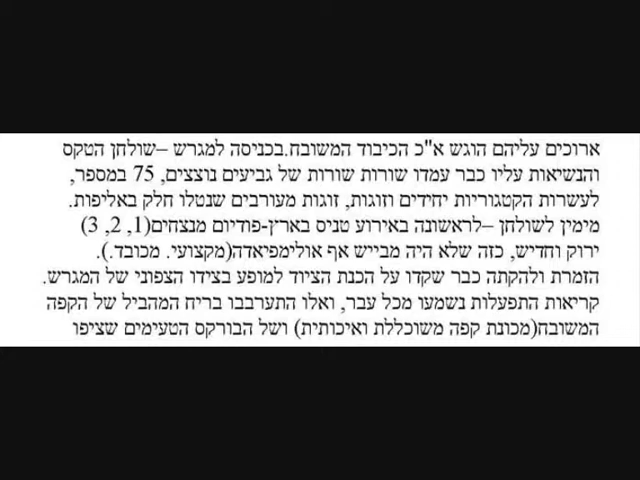 ארוכים עליהם הוגש א"כ הכיבוד המשובח.בכניסה למגרש –שולחן הטקס
והנשיאות עליו כבר עמדו שורות שורות של גביעים נוצצים, 75 במספר,
לעשרות הקטגוריות יחידים וזוגות, זוגות מעורבים שנטלו חלק באליפות.
מימין לשולחן –לראשונה באירוע טניס בארץ-פודיום מנצחים(1, 2, 3)
ירוק וחדיש, כזה שלא היה מבייש אף אולימפיאדה(מקצועי. מכובד.).
הזמרת ולהקתה כבר שקדו על הכנת הציוד למופע בצידו הצפוני של המגרש.
קריאות התפעלות נשמעו מכל עבר, ואלו התערבבו בריח המהביל של הקפה
המשובח(מכונת קפה משוכללת ואיכותית) ושל הבורקס הטעימים שציפו